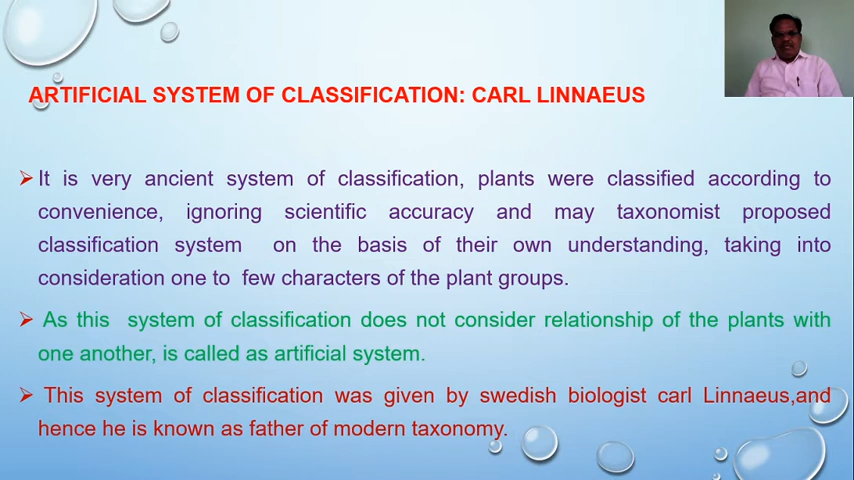 ARTIFICIAL SYSTEM OF CLASSIFICATION: CARL LINNAEUS
It is very ancient system of classification, plants were classified according to
convenience, ignoring scientific accuracy and may taxonomist proposed
classification system on the basis of their own understanding, taking into
consideration one to few characters of the plant groups.
As this system of classification does not consider relationship of the plants with
one another, is called as artificial system.
This system of classification was given by swedish biologist carl Linnaeus,and
hence he is known as father of modern taxonomy.